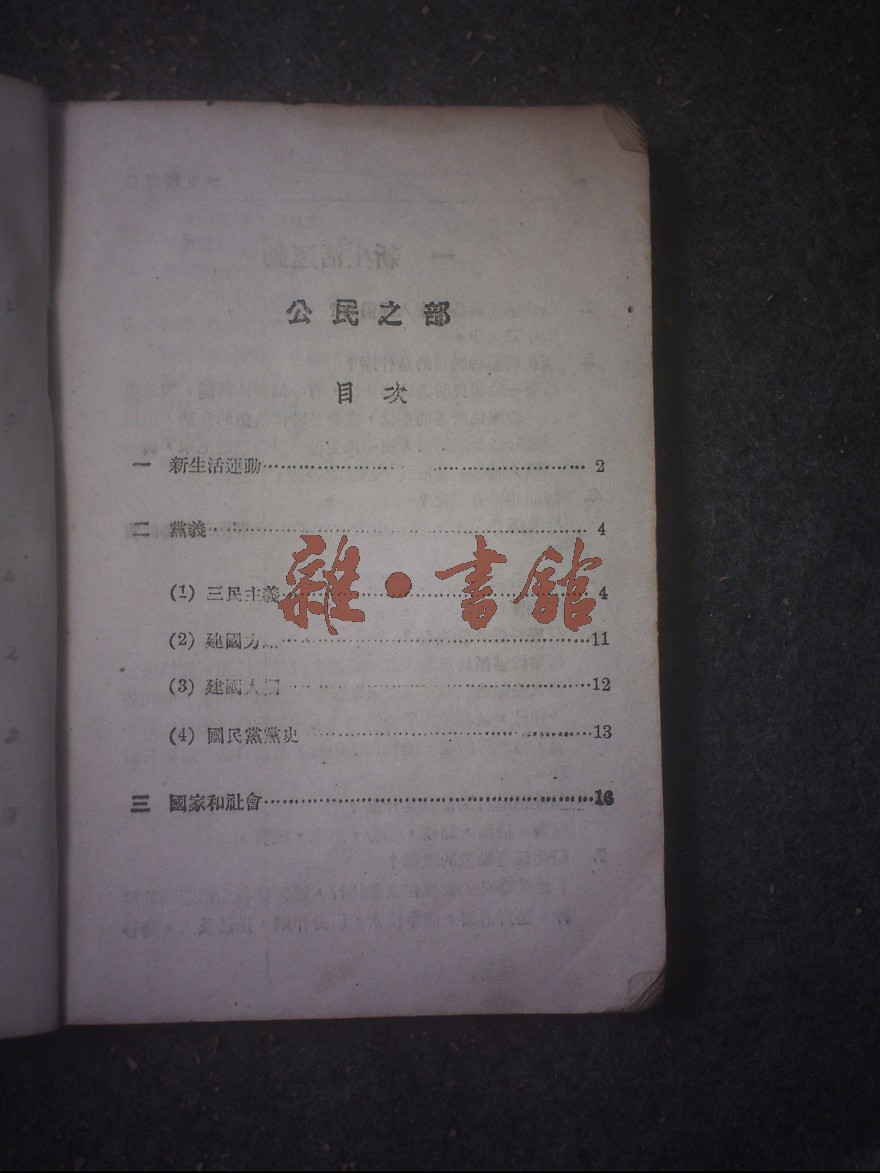 公民之部
目次
一 新生活運動 2
二 黨義 4
(1) 三民主義 4
(2) 建國方 11
(3) 建國大 12
(4) 國民黨黨史 13
三 國家和社會 16
雜·書館